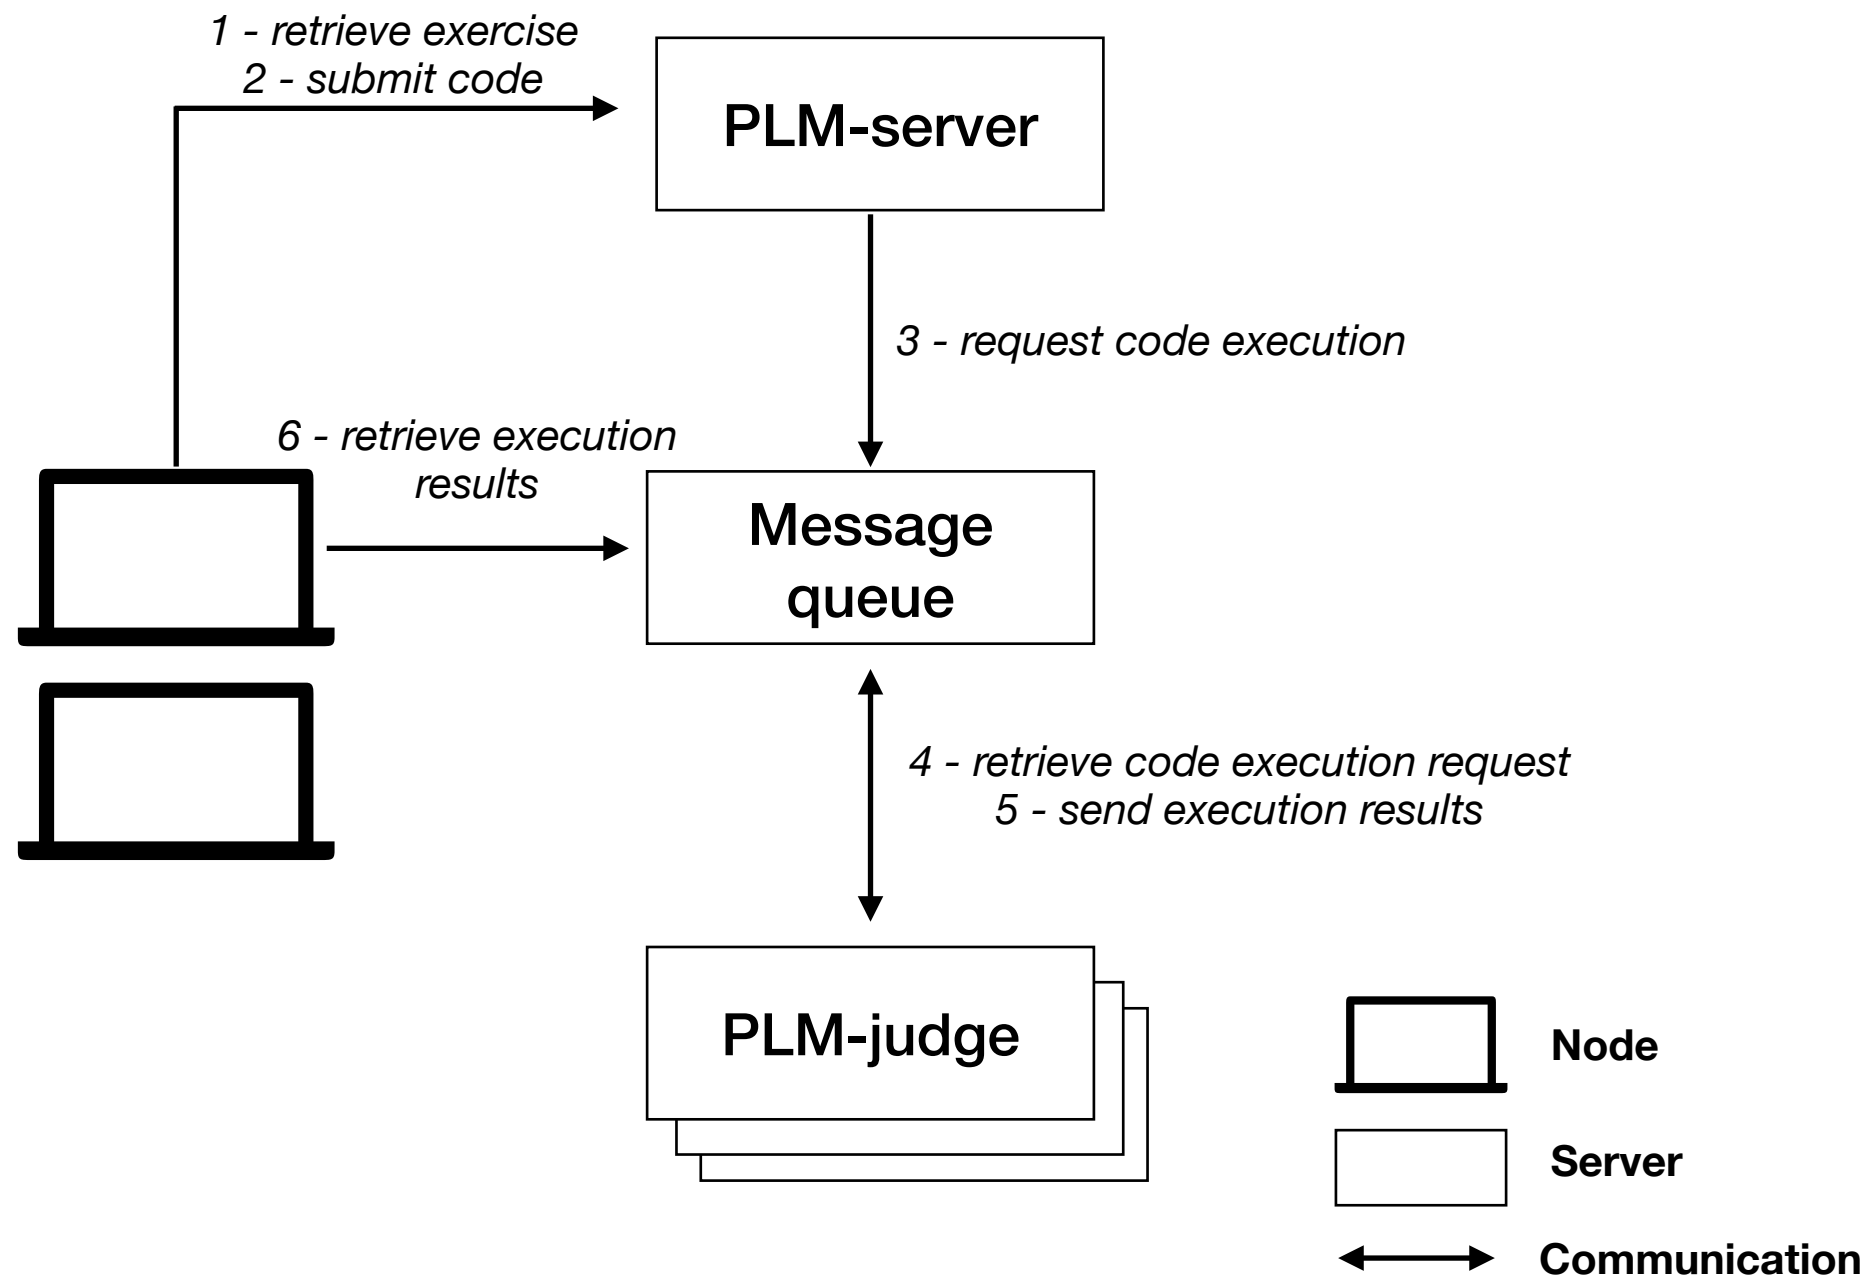 1 - retrieve exercise
2 - submit code
PLM-server
3 - request code execution
6 - retrieve execution
results
Message
queue
4 - retrieve code execution request
5 - send execution results
PLM-judge
Node
Server
Communication